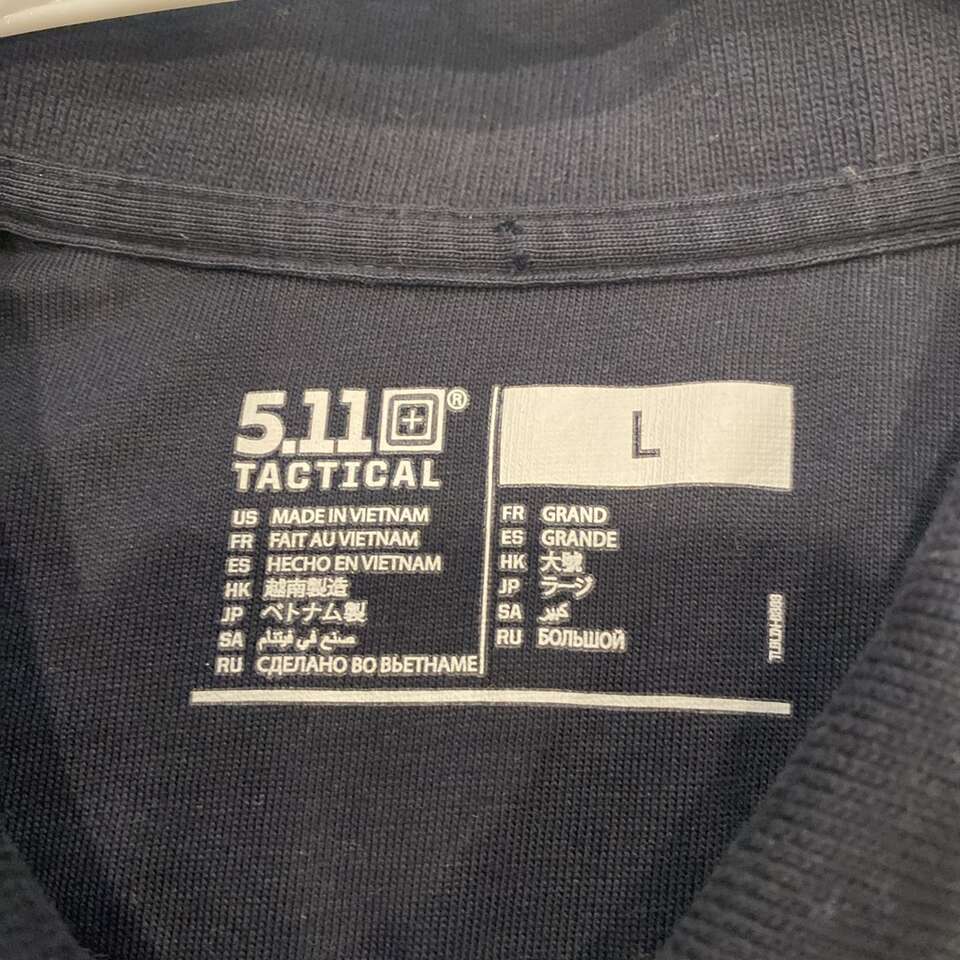 5.11®
TACTICAL
US MADE IN VIETNAM
FR FAIT AU VIETNAM
ES HECHO EN VIETNAM
HK 越南製造
JP ベトナム製
SA صنع في فيتنام
RU СДЕЛАНО ВО ВЬЕТНАМЕ
L
FR GRAND
ES GRANDE
HK 大號
JP ラージ
SA كبير
RU БОЛЬШОЙ